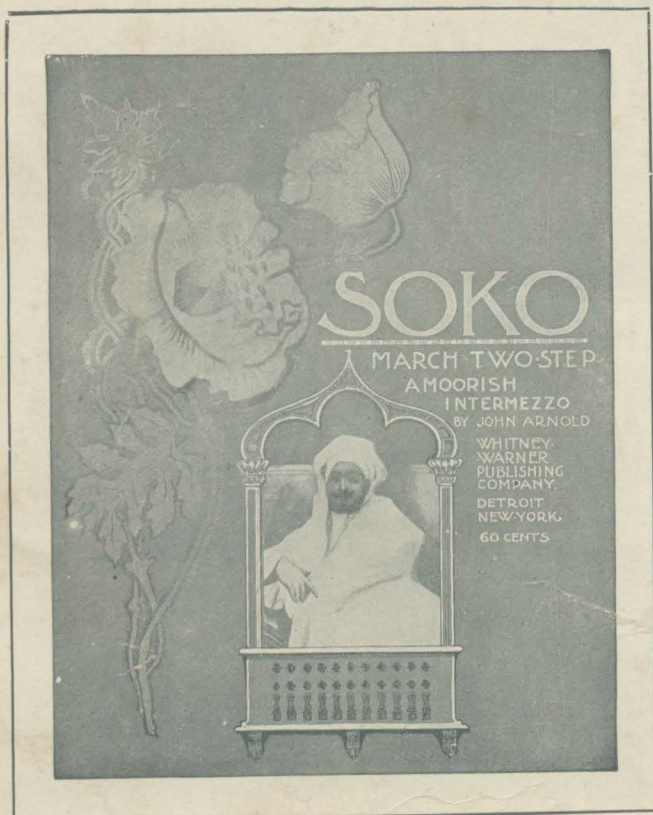 SOKO
MARCH TWO-STEP
A MOORISH
INTERMEZZO
BY JOHN ARNOLD
WHITNEY-
WARNER
PUBLISHING
COMPANY.
DETROIT
NEW YORK.
60 CENTS